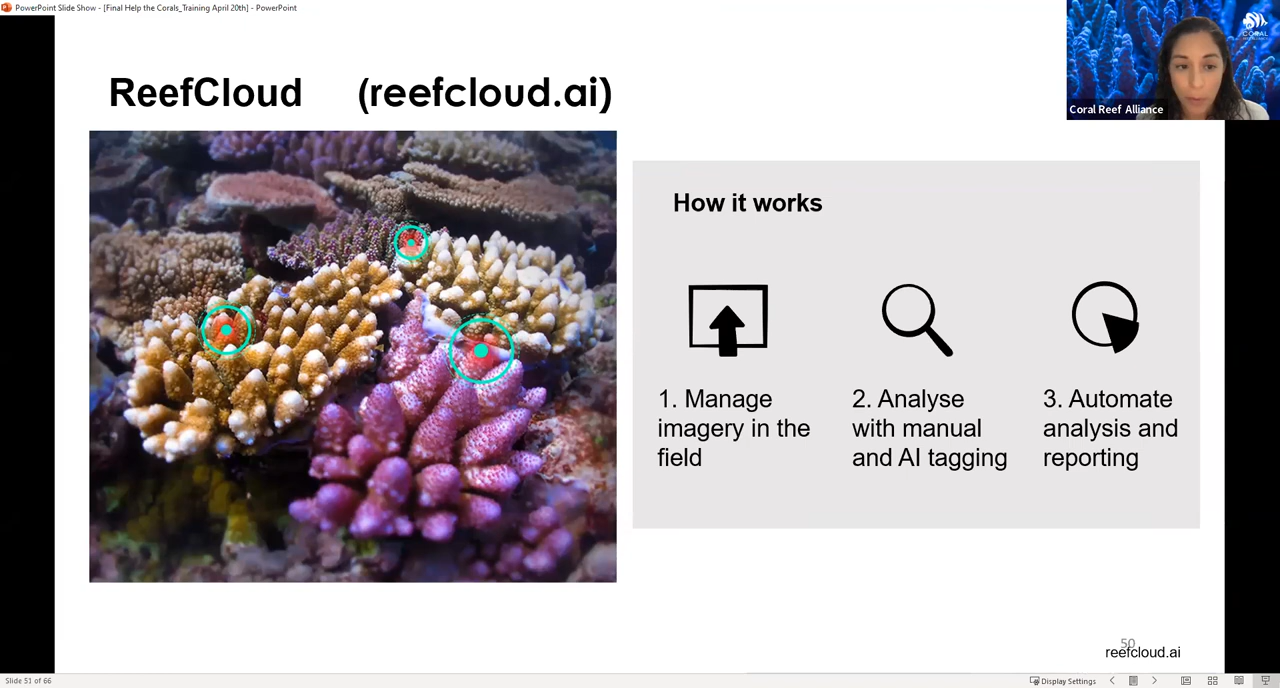 PowerPoint Slide Show - [Final Help the Corals_Training April 20th] - PowerPoint
CORAL
Coral Reef Alliance
ReefCloud (reefcloud.ai)
How it works
1. Manage
imagery in the
field
2. Analyse
with manual
and AI tagging
3. Automate
analysis and
reporting
50
reefcloud.ai
Slide 51 of 66
Display Settings